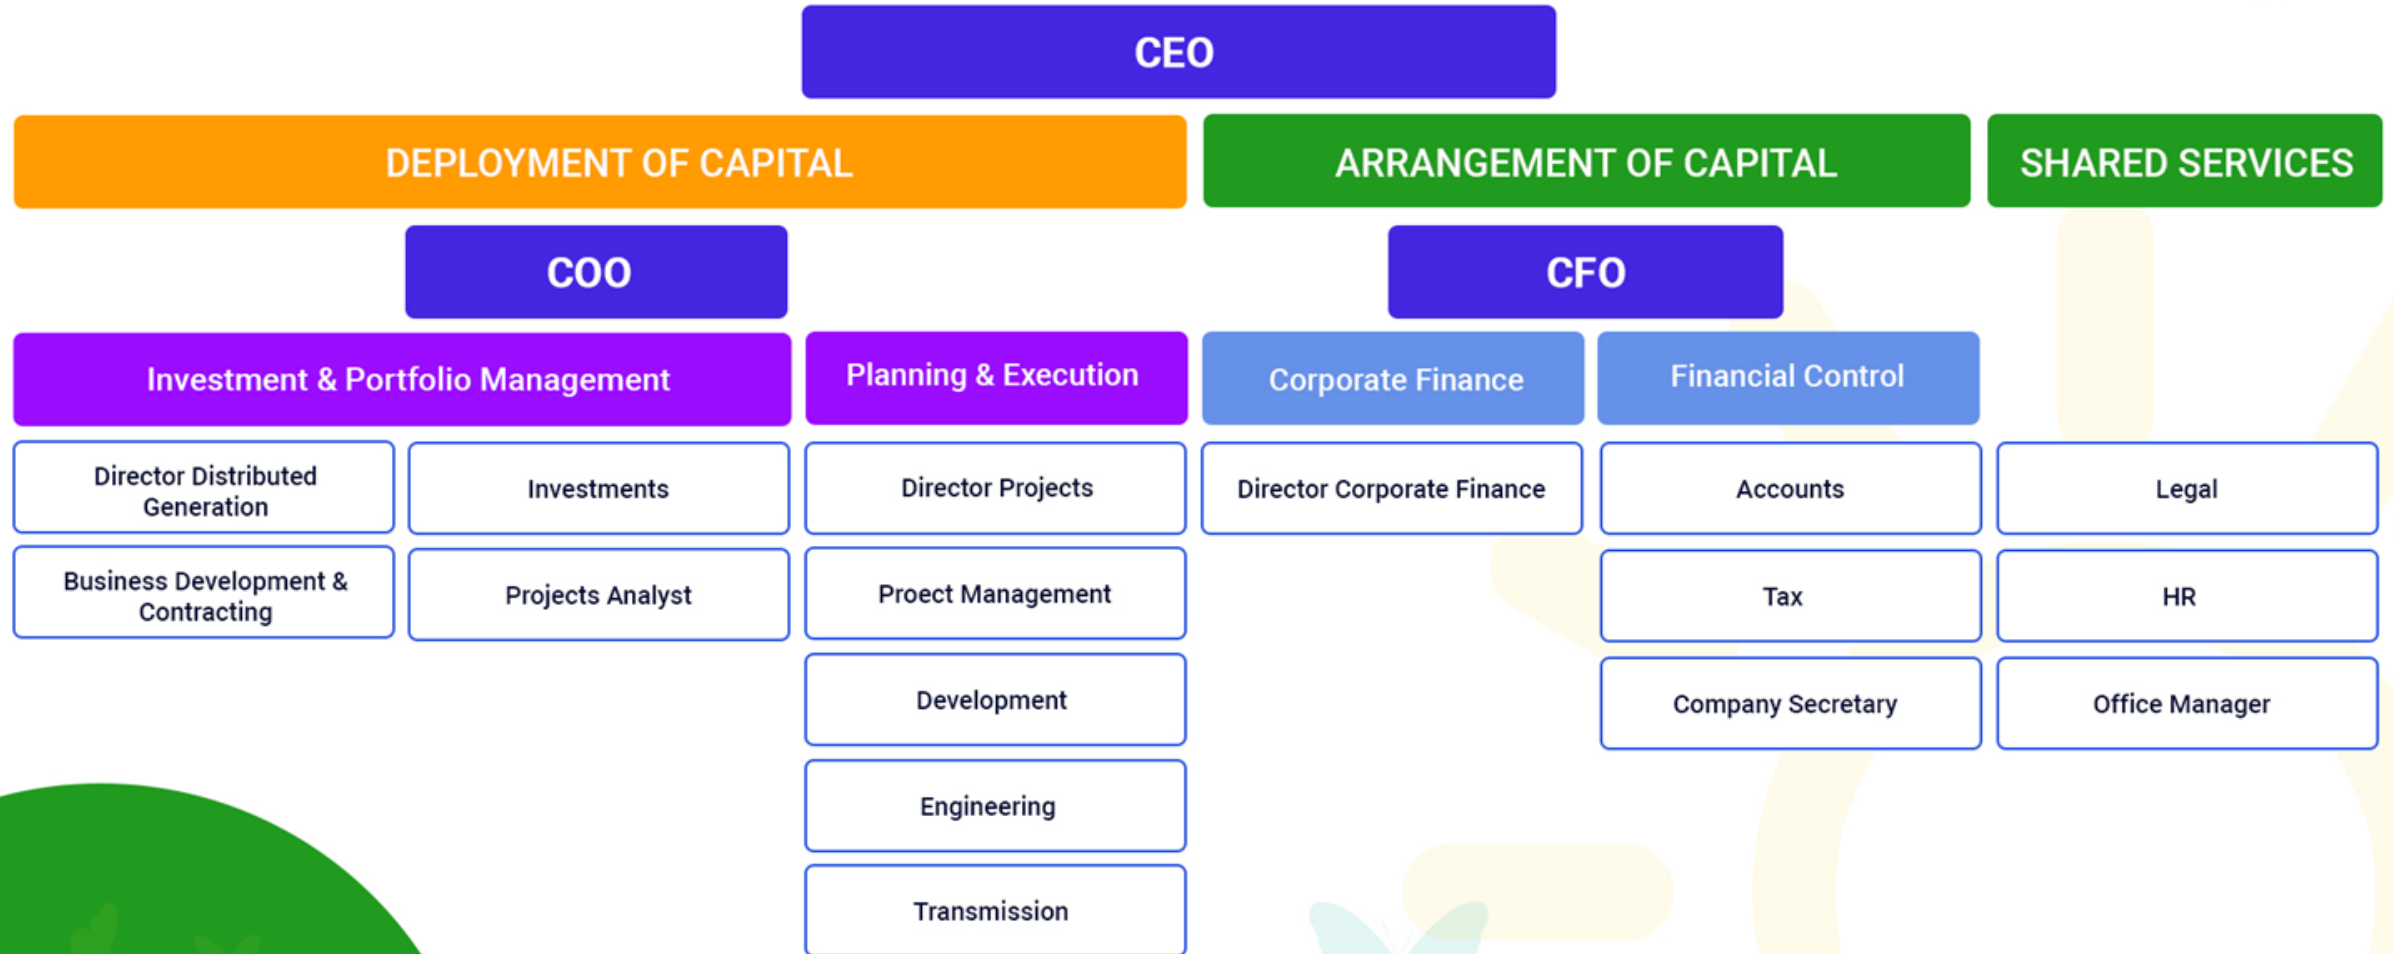 CEO
DEPLOYMENT OF CAPITAL
ARRANGEMENT OF CAPITAL
SHARED SERVICES
COO
CFO
Investment & Portfolio Management
Planning & Execution
Corporate Finance
Financial Control
Director Distributed
Generation
Investments
Director Projects
Director Corporate Finance
Accounts
Legal
Business Development &
Contracting
Projects Analyst
Proect Management
Tax
HR
Development
Company Secretary
Office Manager
Engineering
Transmission